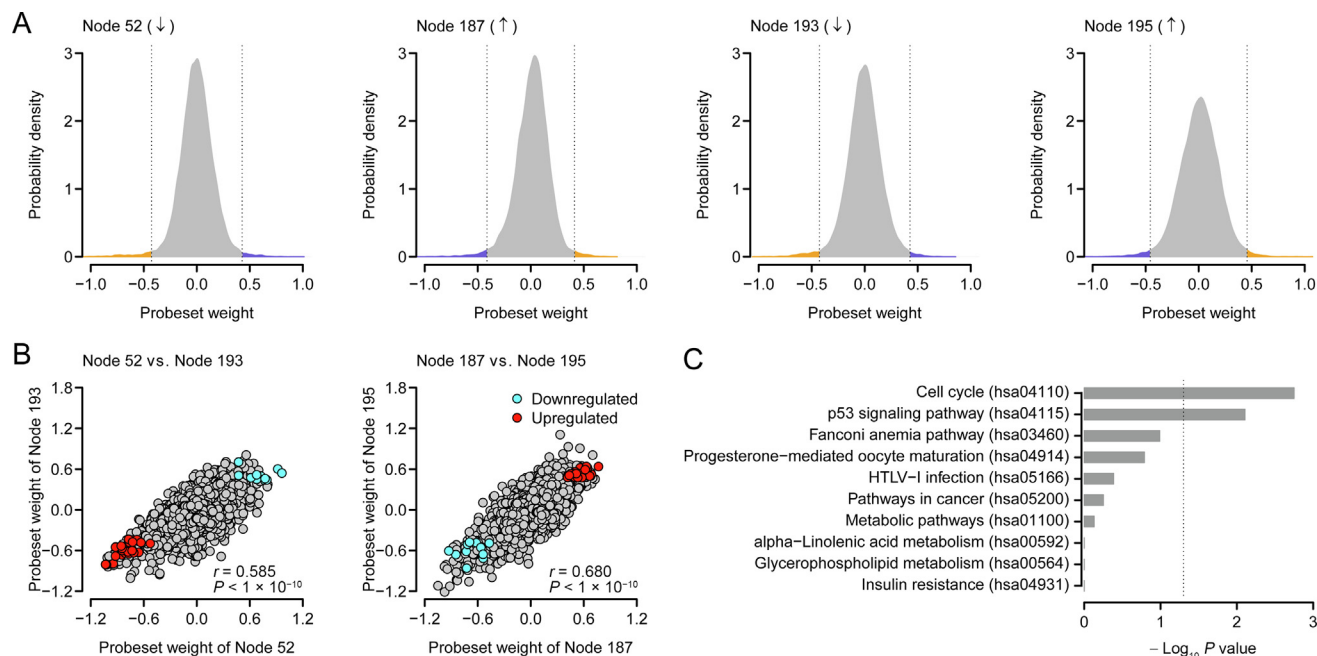 A
Node 52 (↓)
Node 187 (↑)
Node 193 (↓)
Node 195 (↑)
Probability density
3
2
1
0
−1.0 −0.5 0.0 0.5 1.0
Probeset weight
Probability density
3
2
1
0
−1.0 −0.5 0.0 0.5 1.0
Probeset weight
Probability density
3
2
1
0
−1.0 −0.5 0.0 0.5 1.0
Probeset weight
Probability density
3
2
1
0
−1.0 −0.5 0.0 0.5 1.0
Probeset weight
B
Node 52 vs. Node 193
Probeset weight of Node 193
1.8
1.2
0.6
0.0
−0.6
−1.2
r = 0.585
P < 1 × 10⁻¹⁰
−1.2 −0.6 0.0 0.6 1.2
Probeset weight of Node 52
Node 187 vs. Node 195
Probeset weight of Node 195
1.8
1.2
0.6
0.0
−0.6
−1.2
Downregulated
Upregulated
r = 0.680
P < 1 × 10⁻¹⁰
−1.2 −0.6 0.0 0.6 1.2
Probeset weight of Node 187
C
Cell cycle (hsa04110)
p53 signaling pathway (hsa04115)
Fanconi anemia pathway (hsa03460)
Progesterone−mediated oocyte maturation (hsa04914)
HTLV−I infection (hsa05166)
Pathways in cancer (hsa05200)
Metabolic pathways (hsa01100)
alpha−Linolenic acid metabolism (hsa00592)
Glycerophospholipid metabolism (hsa00564)
Insulin resistance (hsa04931)
0 1 2 3
− Log₁₀ P value